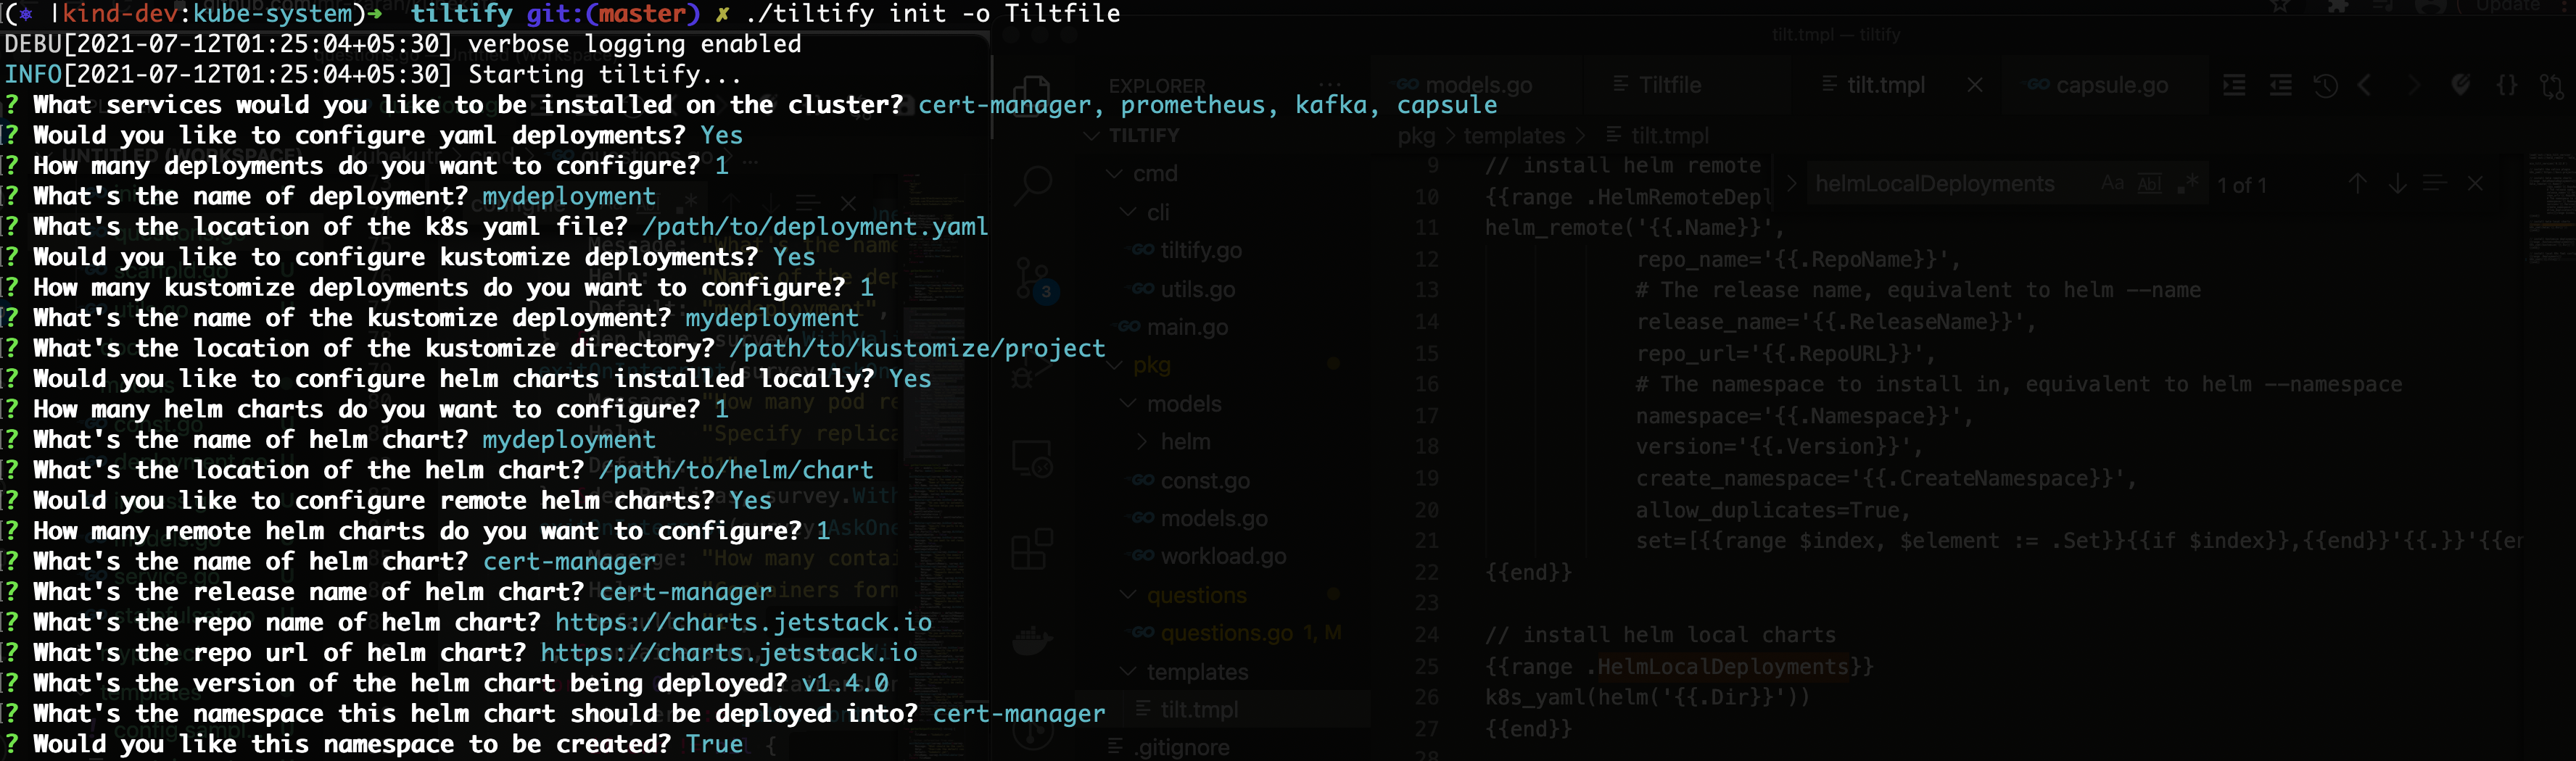 (⎈ |kind-dev:kube-system)➜ tiltify git:(master) ✗ ./tiltify init -o Tiltfile
DEBU[2021-07-12T01:25:04+05:30] verbose logging enabled
INFO[2021-07-12T01:25:04+05:30] Starting tiltify...
? What services would you like to be installed on the cluster? cert-manager, prometheus, kafka, capsule
? Would you like to configure yaml deployments? Yes
? How many deployments do you want to configure? 1
? What's the name of deployment? mydeployment
? What's the location of the k8s yaml file? /path/to/deployment.yaml
? Would you like to configure kustomize deployments? Yes
? How many kustomize deployments do you want to configure? 1
? What's the name of the kustomize deployment? mydeployment
? What's the location of the kustomize directory? /path/to/kustomize/project
? Would you like to configure helm charts installed locally? Yes
? How many helm charts do you want to configure? 1
? What's the name of helm chart? mydeployment
? What's the location of the helm chart? /path/to/helm/chart
? Would you like to configure remote helm charts? Yes
? How many remote helm charts do you want to configure? 1
? What's the name of helm chart? cert-manager
? What's the release name of helm chart? cert-manager
? What's the repo name of helm chart? https://charts.jetstack.io
? What's the repo url of helm chart? https://charts.jetstack.io
? What's the version of the helm chart being deployed? v1.4.0
? What's the namespace this helm chart should be deployed into? cert-manager
? Would you like this namespace to be created? True
Update
tilt.tmpl — tiltify
EXPLORER ...
TILTIFY
cmd
cli
tiltify.go
utils.go
main.go
pkg
models
helm
const.go
models.go
workload.go
questions
questions.go 1, M
templates
tilt.tmpl
.gitignore
3
models.go
Tiltfile
tilt.tmpl
capsule.go
pkg > templates > tilt.tmpl
helmLocalDeployments
1 of 1
9 // install helm remote
10 {{range .HelmRemoteDepl
11 helm_remote('{{.Name}}',
12 repo_name='{{.RepoName}}',
13 # The release name, equivalent to helm --name
14 release_name='{{.ReleaseName}}',
15 repo_url='{{.RepoURL}}',
16 # The namespace to install in, equivalent to helm --namespace
17 namespace='{{.Namespace}}',
18 version='{{.Version}}',
19 create_namespace='{{.CreateNamespace}}',
20 allow_duplicates=True,
21 set=[{{range $index, $element := .Set}}{{if $index}},{{end}}'{{.}}'{{er
22 {{end}}
23
24 // install helm local charts
25 {{range .HelmLocalDeployments}}
26 k8s_yaml(helm('{{.Dir}}'))
27 {{end}}